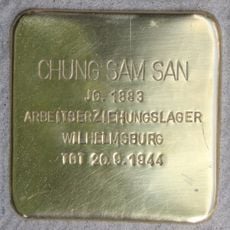 CHUNG SAM SAN
JG. 1893
ARBEITSERZIEHUNGSLAGER
WILHELMSBURG
TOT 20.9.1944